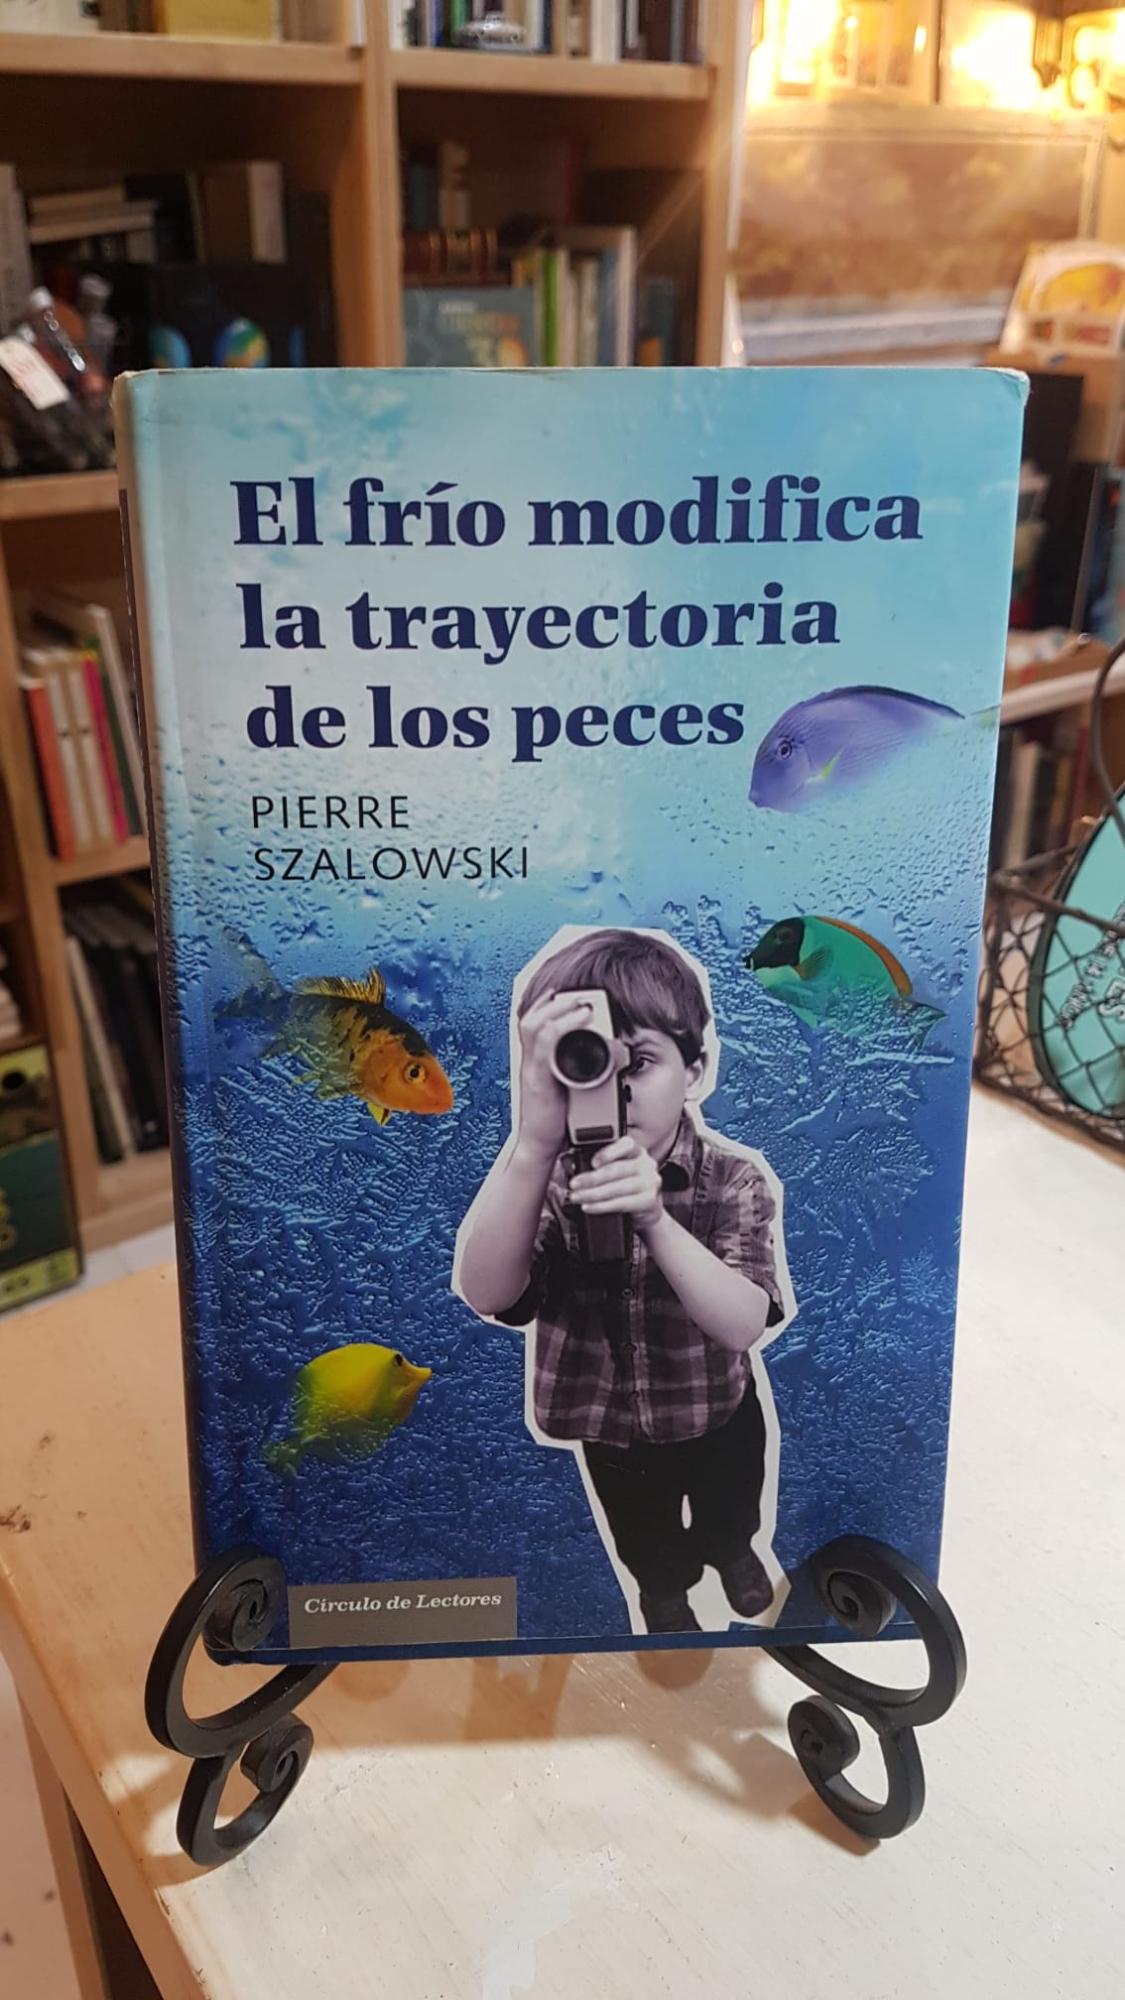 El frío modifica
la trayectoria
de los peces
PIERRE
SZALOWSKI
Círculo de Lectores